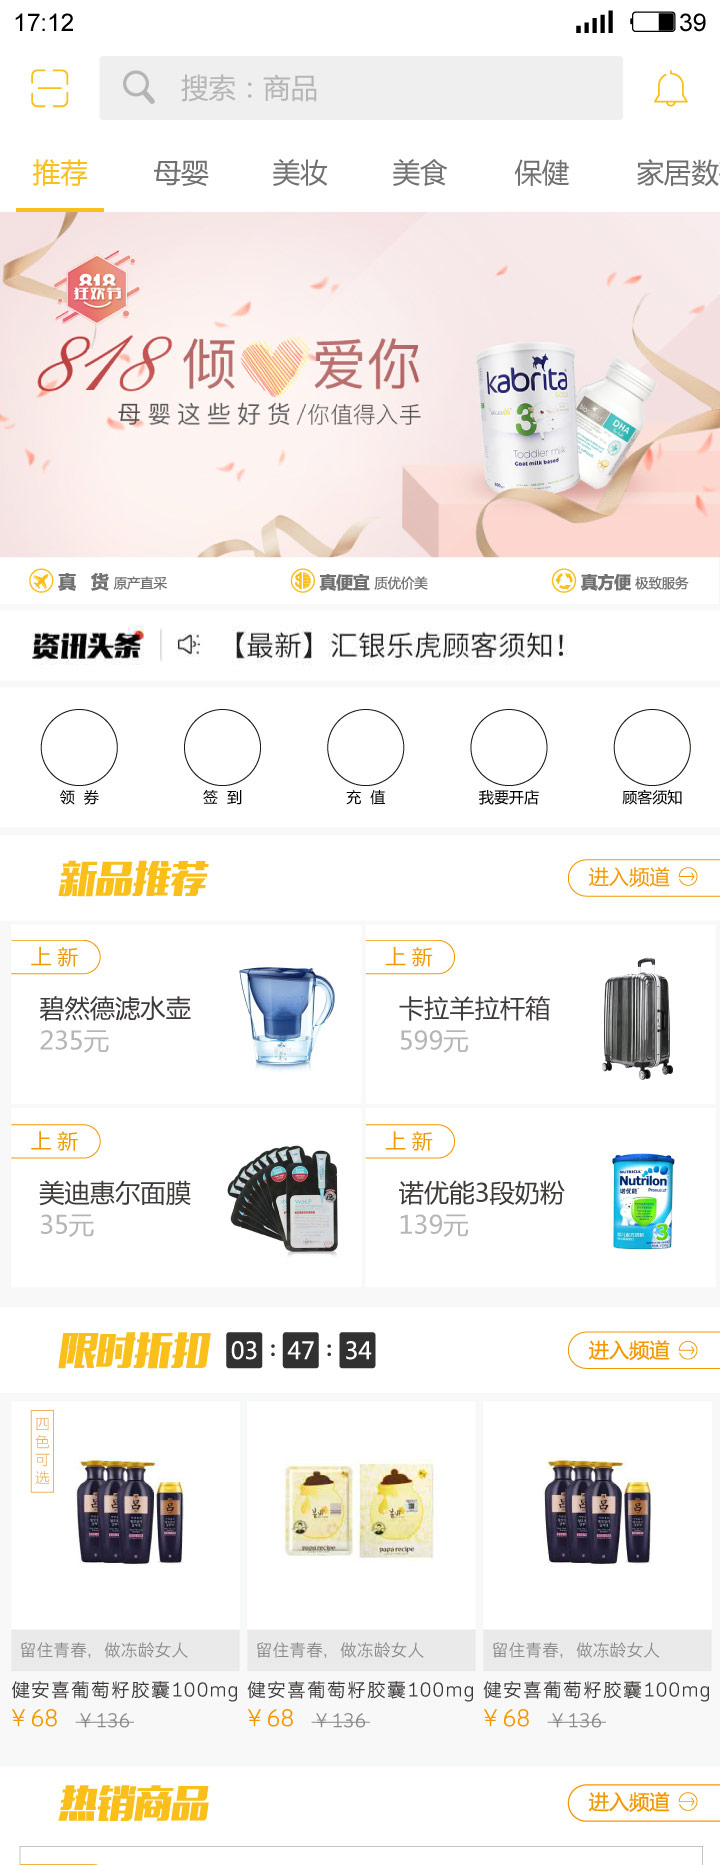 17:12
39
搜索：商品
推荐 母婴 美妆 美食 保健 家居数
818
狂欢节
818 倾 爱你
母婴这些好货/你值得入手
kabrita
3
Toddler milk
Goat milk based
DHA
真 货 原产直采
真便宜 质优价美
真方便 极致服务
资讯头条 【最新】汇银乐虎顾客须知！
领 券 签 到 充 值 我要开店 顾客须知
新品推荐 进入频道
上新
碧然德滤水壶
235元
上新
卡拉羊拉杆箱
599元
上新
美迪惠尔面膜
35元
上新
诺优能3段奶粉
139元
NUTRICIA
Nutrilon
诺优能
3
限时折扣 03 : 47 : 34 进入频道
四色可选
吕
papa recipe
papa recipe
吕
留住青春，做冻龄女人 留住青春，做冻龄女人 留住青春，做冻龄女人
健安喜葡萄籽胶囊100mg 健安喜葡萄籽胶囊100mg 健安喜葡萄籽胶囊100mg
¥68 ¥136 ¥68 ¥136 ¥68 ¥136
热销商品 进入频道